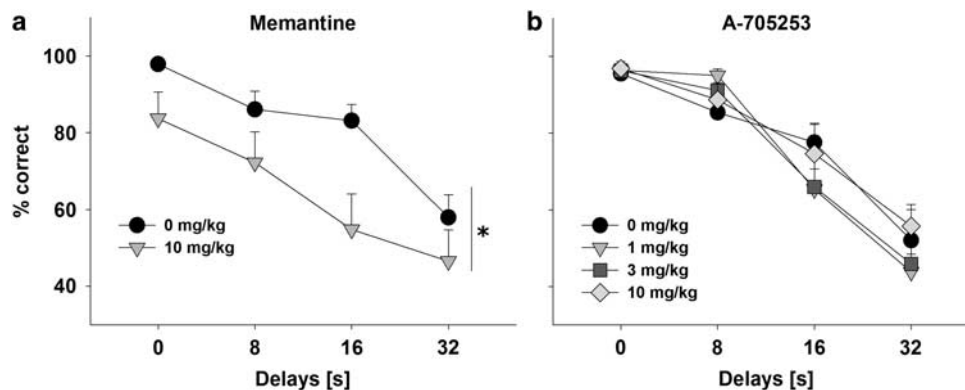 a
Memantine
% correct
100
80
60
40
0 mg/kg
10 mg/kg
*
0 8 16 32
Delays [s]
b
A-705253
0 mg/kg
1 mg/kg
3 mg/kg
10 mg/kg
0 8 16 32
Delays [s]